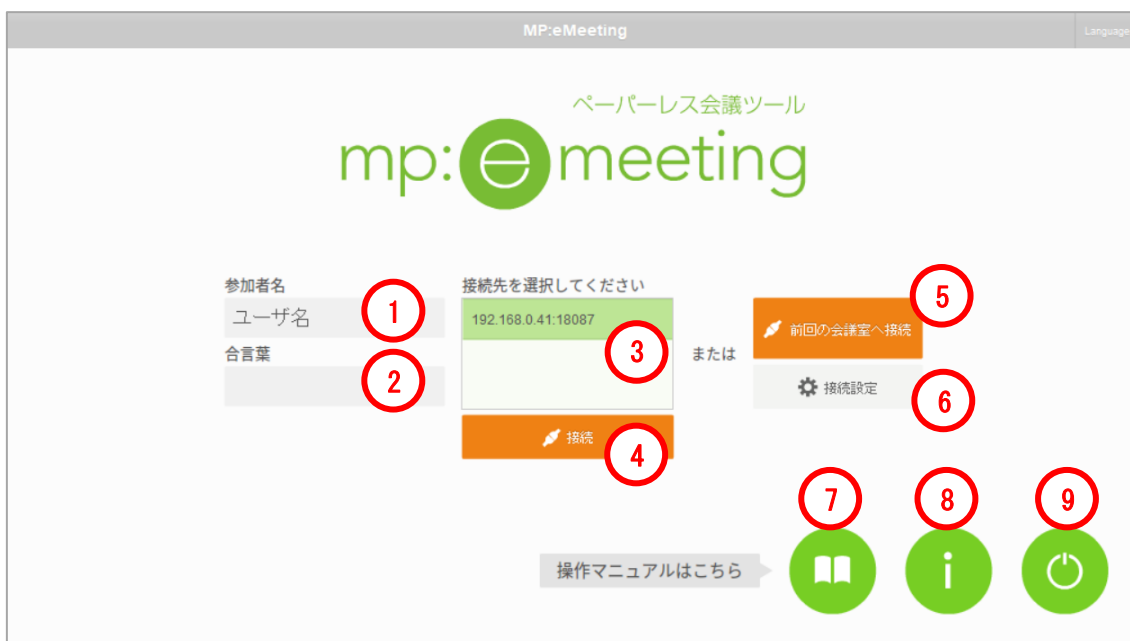 MP:eMeeting
Language
ペーパーレス会議ツール
mp:emeeting
参加者名
ユーザ名
1
合言葉
2
接続先を選択してください
192.168.0.41:18087
3
接続
4
または
前回の会議室へ接続
5
接続設定
6
操作マニュアルはこちら
7
8
i
9